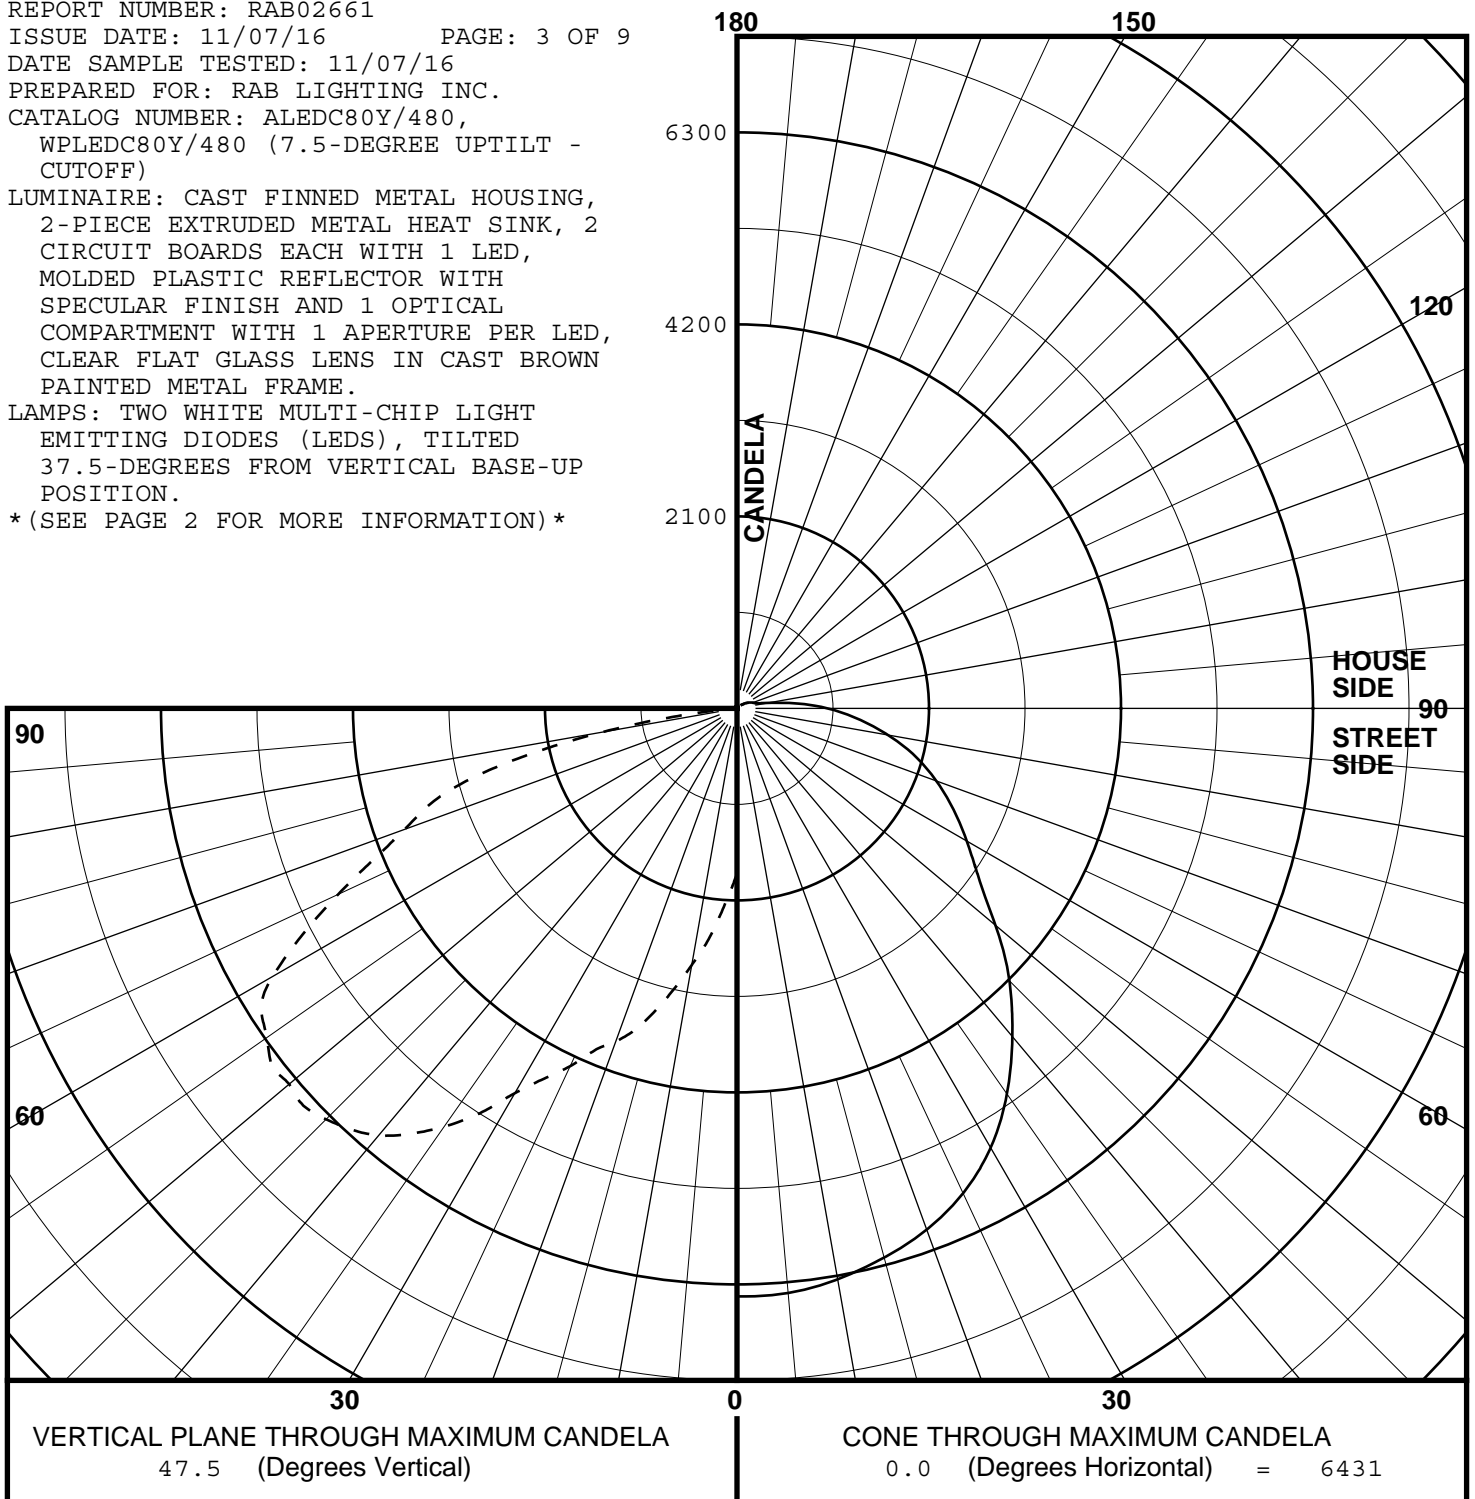 REPORT NUMBER: RAB02661
ISSUE DATE: 11/07/16 PAGE: 3 OF 9
DATE SAMPLE TESTED: 11/07/16
PREPARED FOR: RAB LIGHTING INC.
CATALOG NUMBER: ALEDC80Y/480,
WPLEDC80Y/480 (7.5-DEGREE UPTILT -
CUTOFF)
LUMINAIRE: CAST FINNED METAL HOUSING,
2-PIECE EXTRUDED METAL HEAT SINK, 2
CIRCUIT BOARDS EACH WITH 1 LED,
MOLDED PLASTIC REFLECTOR WITH
SPECULAR FINISH AND 1 OPTICAL
COMPARTMENT WITH 1 APERTURE PER LED,
CLEAR FLAT GLASS LENS IN CAST BROWN
PAINTED METAL FRAME.
LAMPS: TWO WHITE MULTI-CHIP LIGHT
EMITTING DIODES (LEDS), TILTED
37.5-DEGREES FROM VERTICAL BASE-UP
POSITION.
*(SEE PAGE 2 FOR MORE INFORMATION)*
180
150
6300
120
4200
CANDELA
2100
HOUSE
SIDE
90
90
STREET
SIDE
60
60
30
0
30
VERTICAL PLANE THROUGH MAXIMUM CANDELA
47.5 (Degrees Vertical)
CONE THROUGH MAXIMUM CANDELA
0.0 (Degrees Horizontal) = 6431